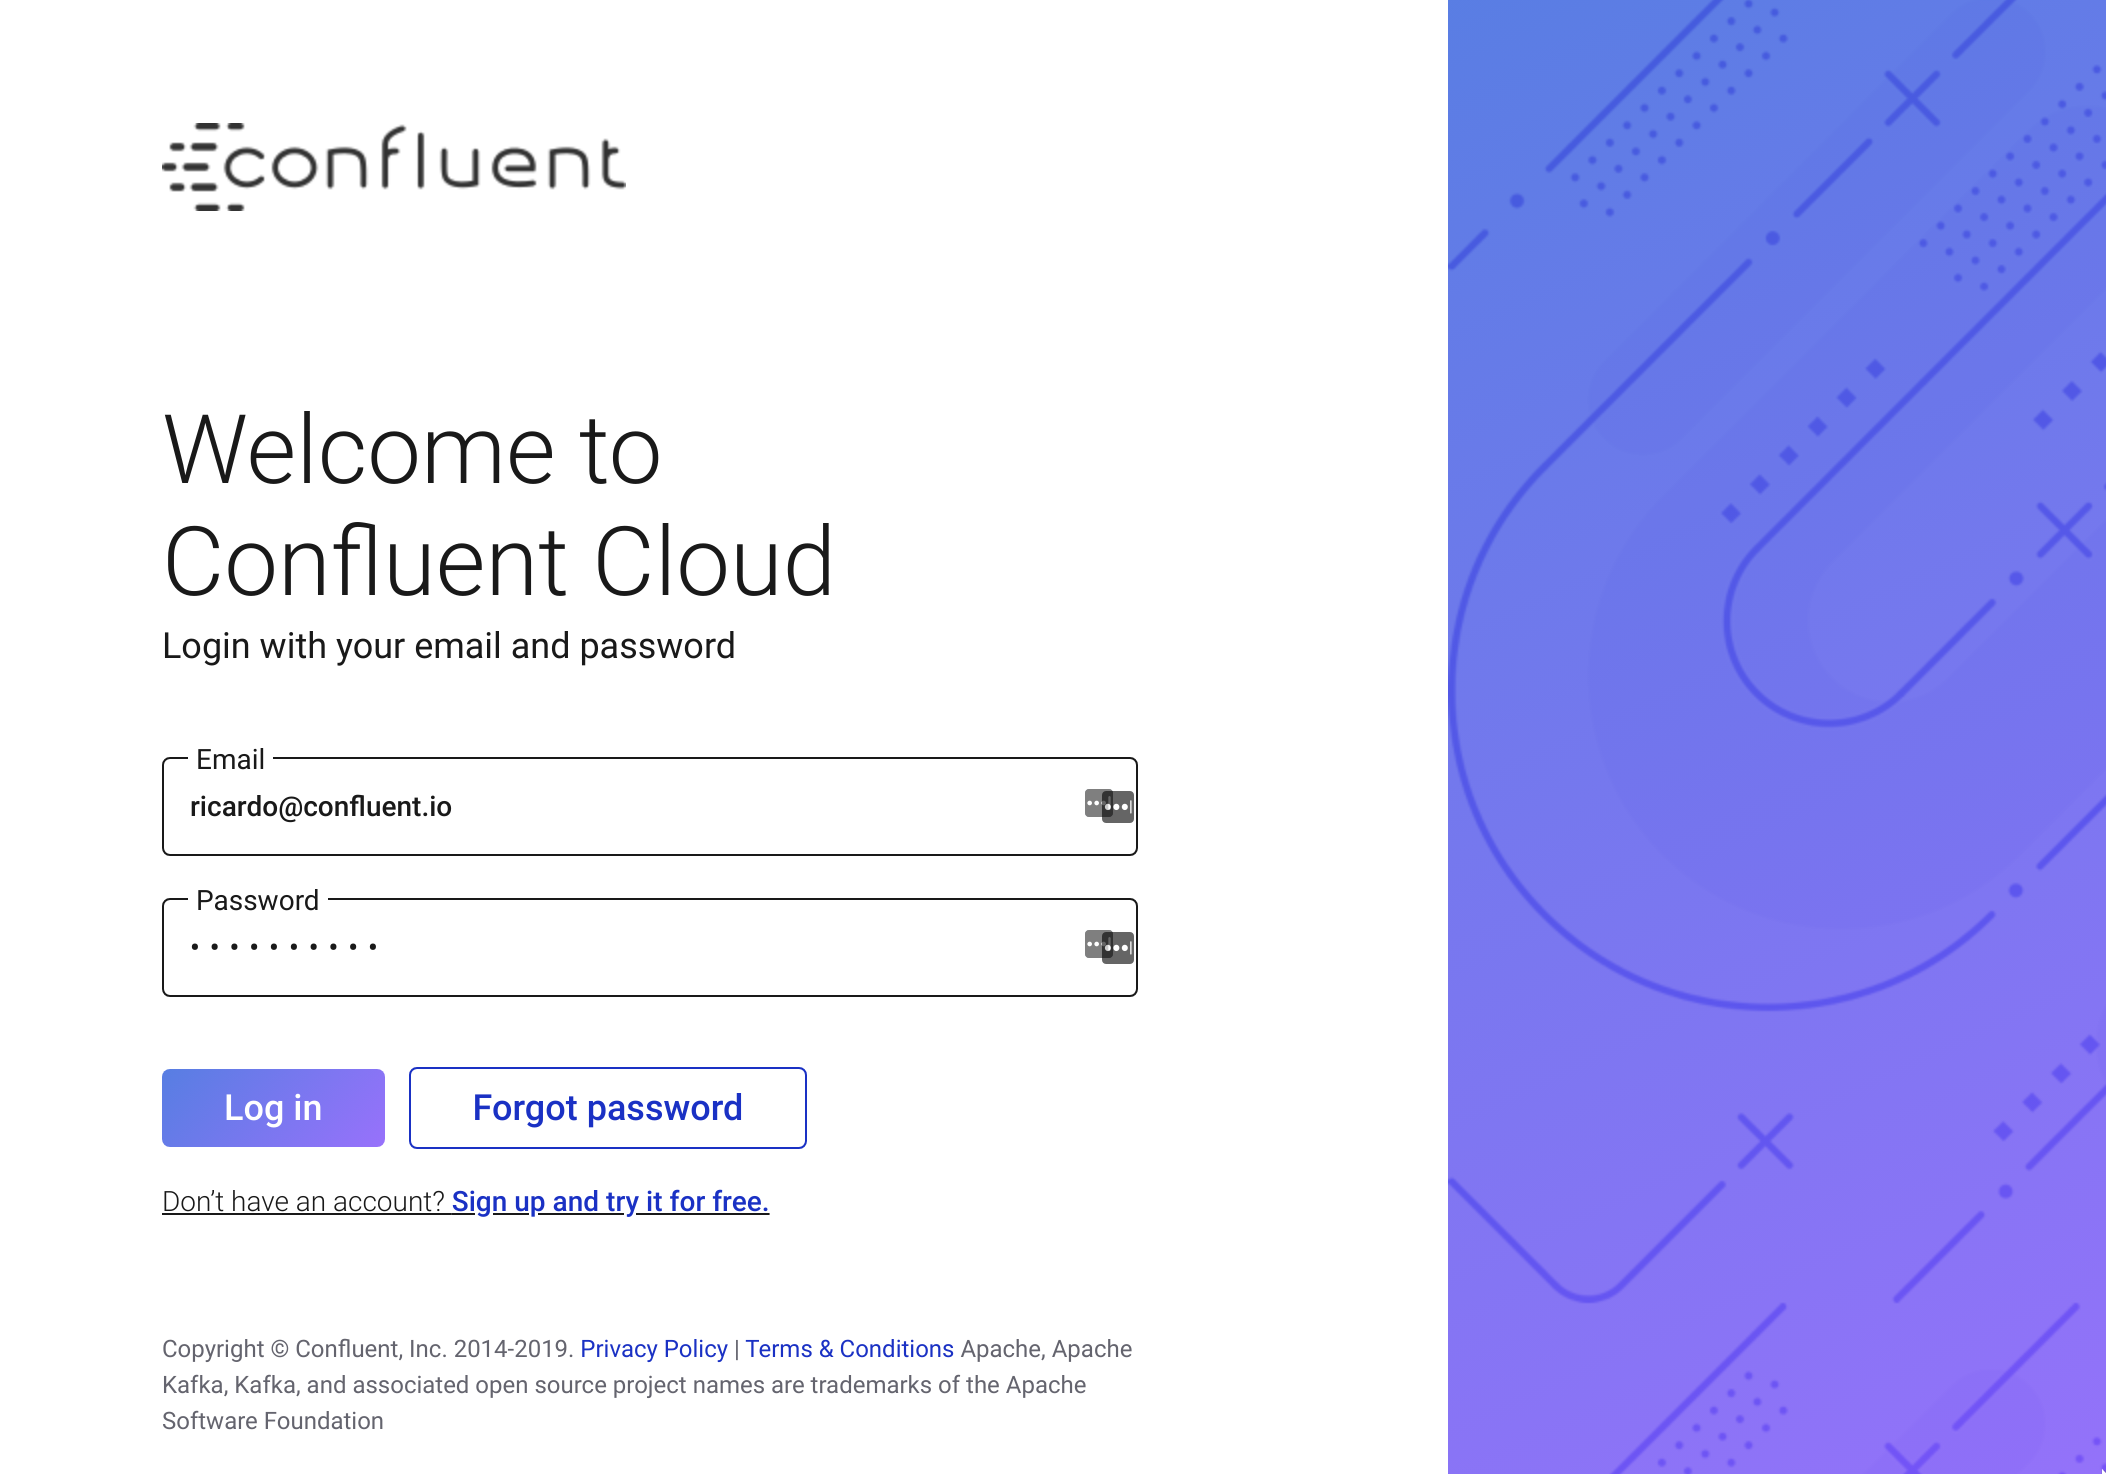 confluent
Welcome to
Confluent Cloud
Login with your email and password
Email
ricardo@confluent.io
Password
• • • • • • • • • •
Log in
Forgot password
Don’t have an account? Sign up and try it for free.
Copyright © Confluent, Inc. 2014-2019. Privacy Policy | Terms & Conditions Apache, Apache
Kafka, Kafka, and associated open source project names are trademarks of the Apache
Software Foundation